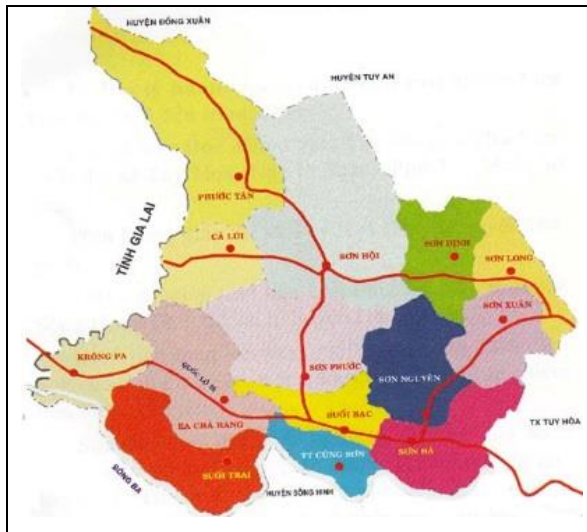 HUYỆN ĐỒNG XUÂN
HUYỆN TUY AN
TỈNH GIA LAI
PHƯỚC TÂN
CÀ LÚI
SƠN HỘI
SƠN ĐỊNH
SƠN LONG
SƠN XUÂN
KRÔNG PA
QUỐC LỘ 25
SƠN PHƯỚC
SƠN NGUYÊN
EA CHÀ RANG
SUỐI BẠC
SƠN HÀ
TX TUY HÒA
SUỐI TRAI
TT CỦNG SƠN
SÔNG BA
HUYỆN SÔNG HINH